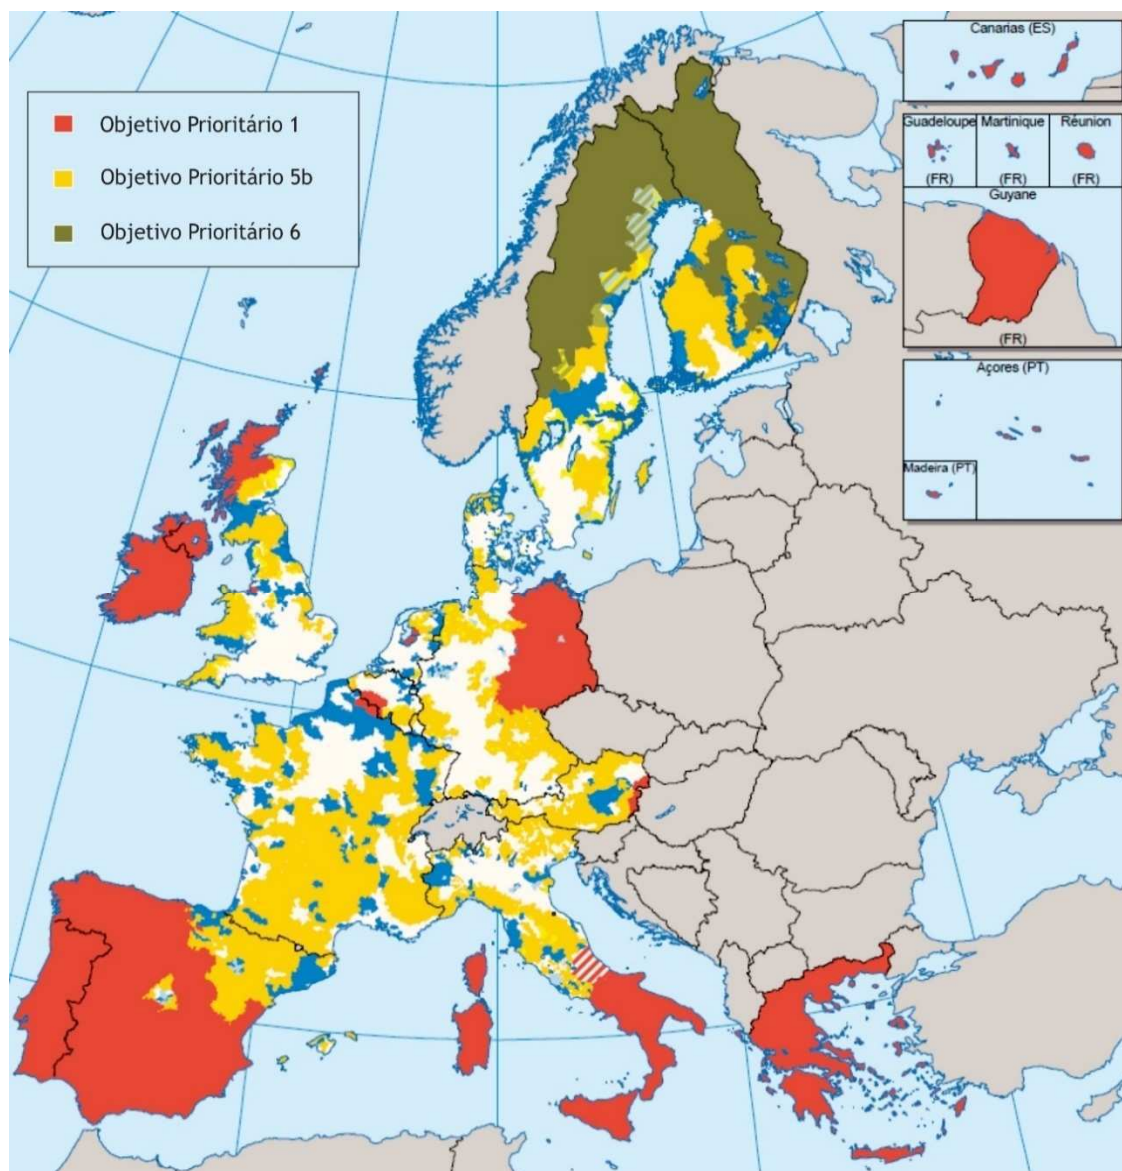 Objetivo Prioritário 1
Objetivo Prioritário 5b
Objetivo Prioritário 6
Canarias (ES)
Guadeloupe Martinique Réunion
(FR) (FR) (FR)
Guyane
(FR)
Açores (PT)
Madeira (PT)